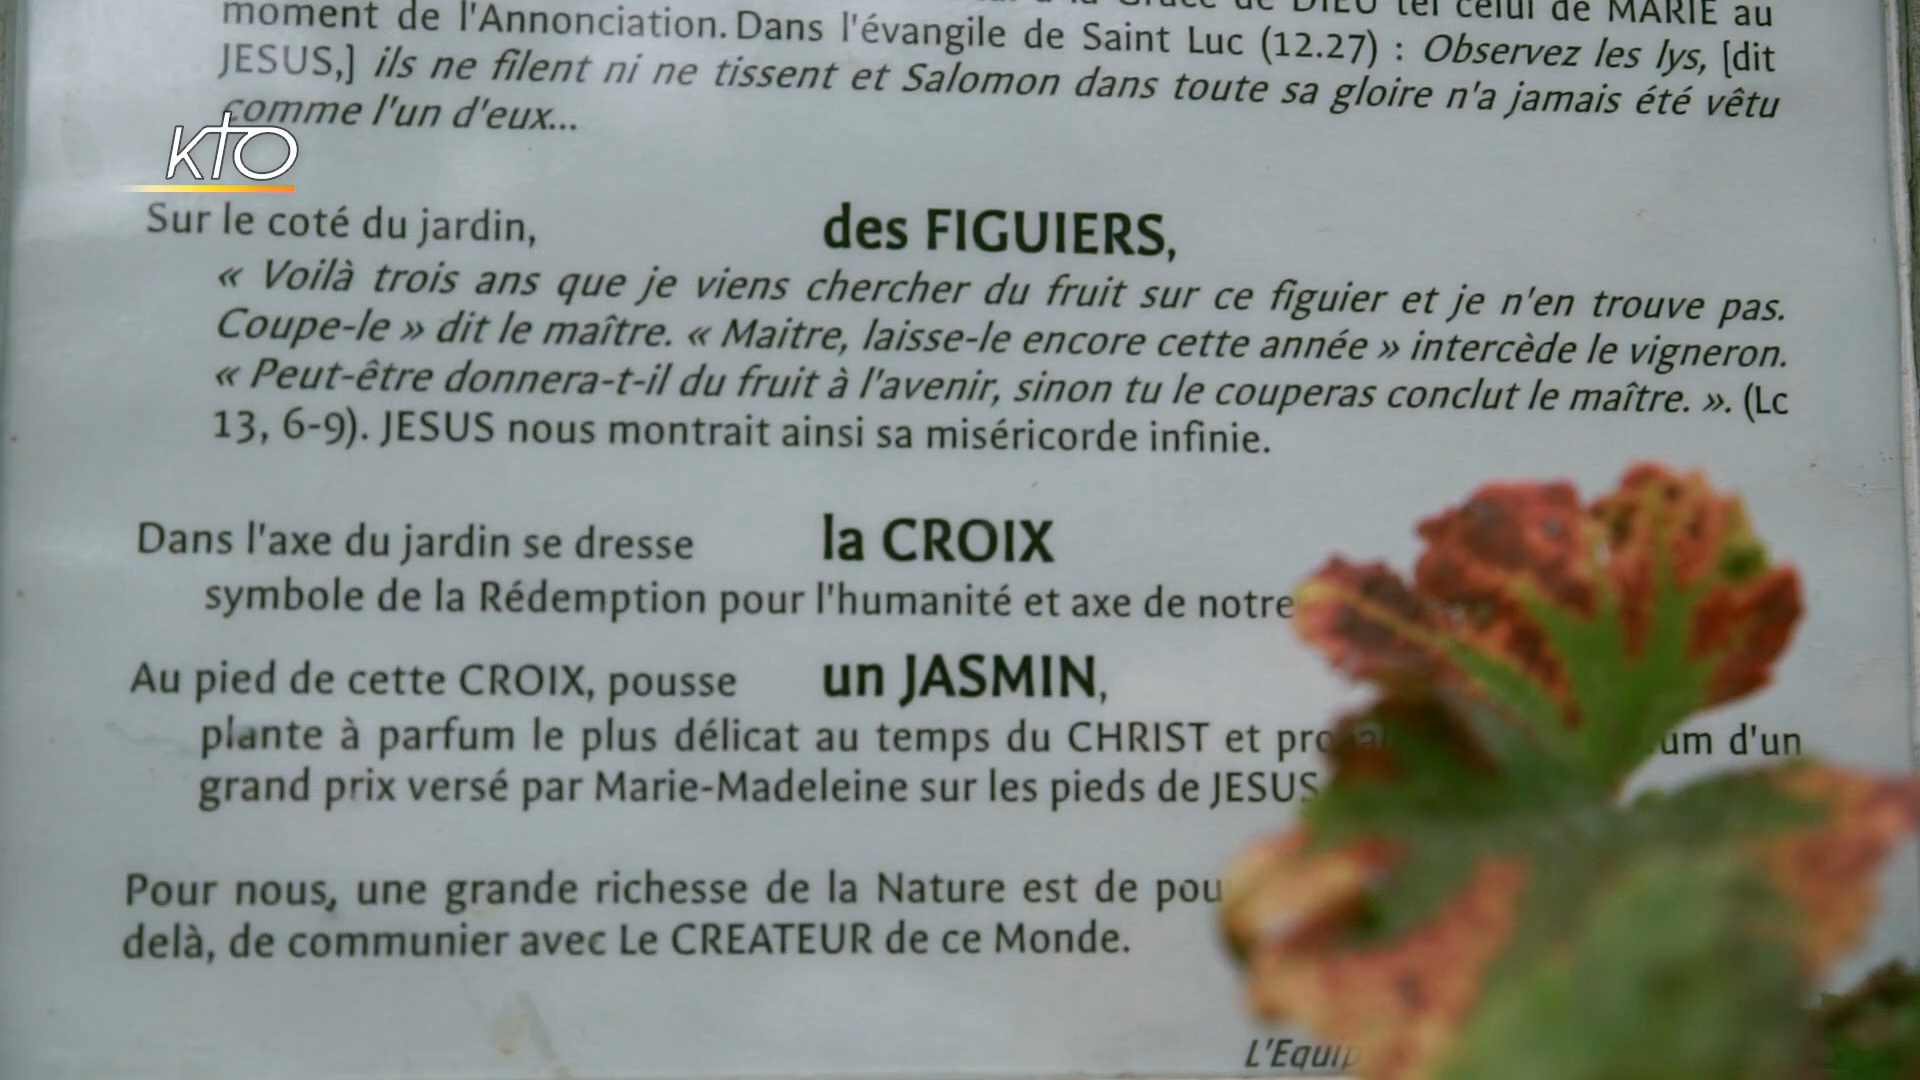 DIEU tel celui de MARIE au
moment de l'Annonciation. Dans l'évangile de Saint Luc (12.27) : Observez les lys, [dit
JESUS,] ils ne filent ni ne tissent et Salomon dans toute sa gloire n'a jamais été vêtu
comme l'un d'eux...
KTO
Sur le coté du jardin, des FIGUIERS,
« Voilà trois ans que je viens chercher du fruit sur ce figuier et je n'en trouve pas.
Coupe-le » dit le maître. « Maitre, laisse-le encore cette année » intercède le vigneron.
« Peut-être donnera-t-il du fruit à l'avenir, sinon tu le couperas conclut le maître. ». (Lc
13, 6-9). JESUS nous montrait ainsi sa miséricorde infinie.
Dans l'axe du jardin se dresse la CROIX
symbole de la Rédemption pour l'humanité et axe de notre
Au pied de cette CROIX, pousse un JASMIN,
plante à parfum le plus délicat au temps du CHRIST et d'un
grand prix versé par Marie-Madeleine sur les pieds de JESUS
Pour nous, une grande richesse de la Nature est de
delà, de communier avec Le CREATEUR de ce Monde.